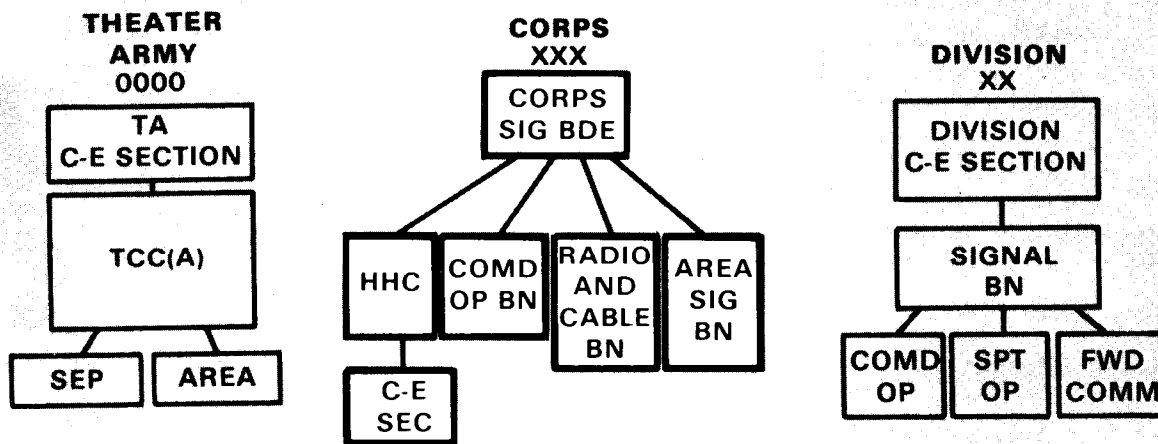 THEATER
ARMY
0000
TA
C-E SECTION
TCC(A)
SEP
AREA
CORPS
XXX
CORPS
SIG BDE
HHC
COMD
OP BN
RADIO
AND
CABLE
BN
AREA
SIG
BN
C-E
SEC
DIVISION
XX
DIVISION
C-E SECTION
SIGNAL
BN
COMD
OP
SPT
OP
FWD
COMM